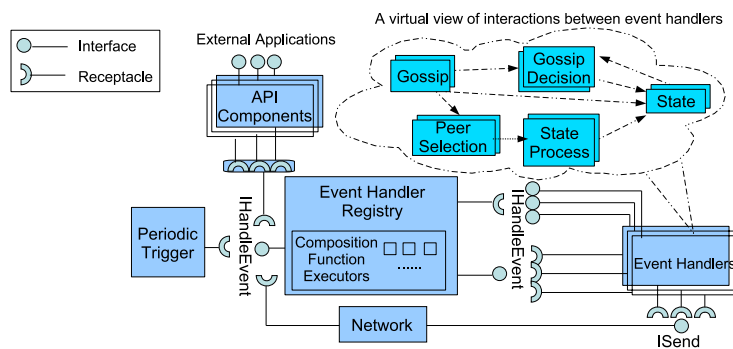 A virtual view of interactions between event handlers
Interface
Receptacle
External Applications
API
Components
Gossip
Gossip
Decision
State
Peer
Selection
State
Process
Periodic
Trigger
IHandleEvent
Event Handler
Registry
Composition
Function
Executors
......
IHandleEvent
Event Handlers
Network
ISend